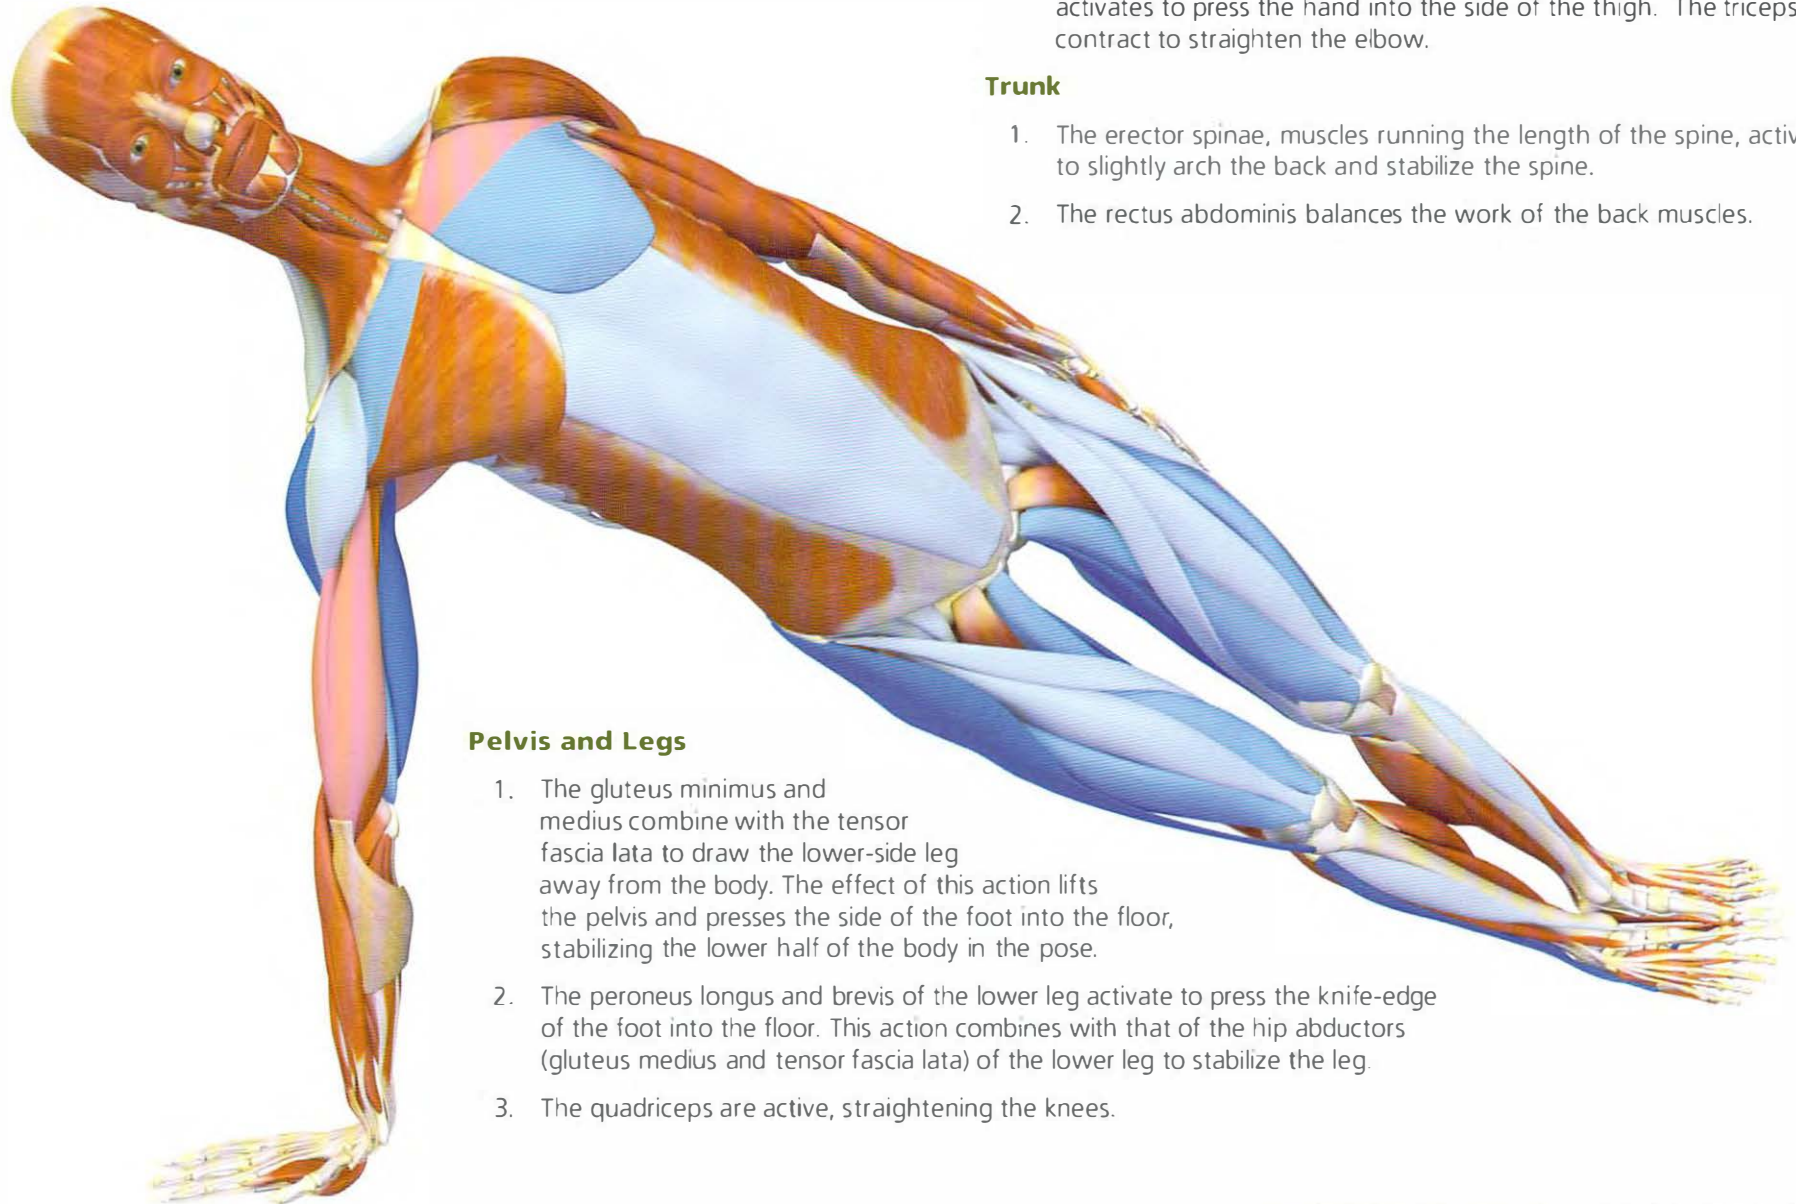 activates to press the hand into the side of the thigh. The triceps
contract to straighten the elbow.
Trunk
1. The erector spinae, muscles running the length of the spine, activ
to slightly arch the back and stabilize the spine.
2. The rectus abdominis balances the work of the back muscles.
Pelvis and Legs
1. The gluteus minimus and
medius combine with the tensor
fascia lata to draw the lower-side leg
away from the body. The effect of this action lifts
the pelvis and presses the side of the foot into the floor,
stabilizing the lower half of the body in the pose.
2. The peroneus longus and brevis of the lower leg activate to press the knife-edge
of the foot into the floor. This action combines with that of the hip abductors
(gluteus medius and tensor fascia lata) of the lower leg to stabilize the leg.
3. The quadriceps are active, straightening the knees.